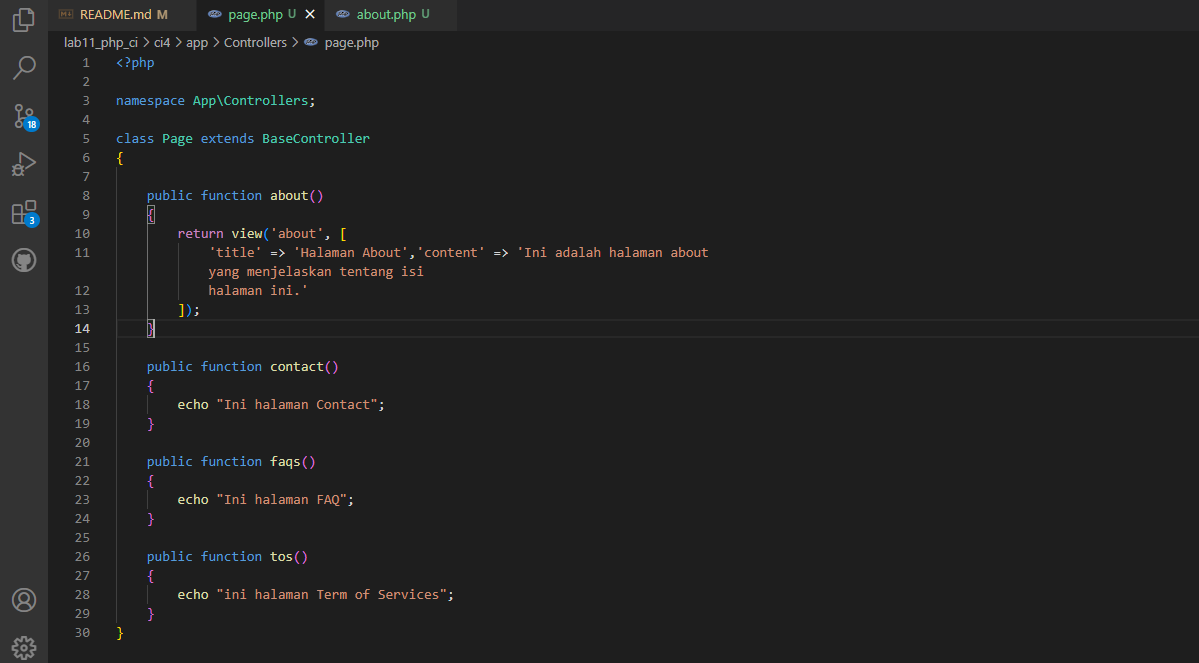 README.md M
page.php U
about.php U
lab11_php_ci > ci4 > app > Controllers > page.php
1 <?php
2
3 namespace App\Controllers;
4
5 class Page extends BaseController
6 {
7
8 public function about()
9 {
10 return view('about', [
11 'title' => 'Halaman About','content' => 'Ini adalah halaman about
yang menjelaskan tentang isi
12 halaman ini.'
13 ]);
14 }
15
16 public function contact()
17 {
18 echo "Ini halaman Contact";
19 }
20
21 public function faqs()
22 {
23 echo "Ini halaman FAQ";
24 }
25
26 public function tos()
27 {
28 echo "ini halaman Term of Services";
29 }
30 }
18
3